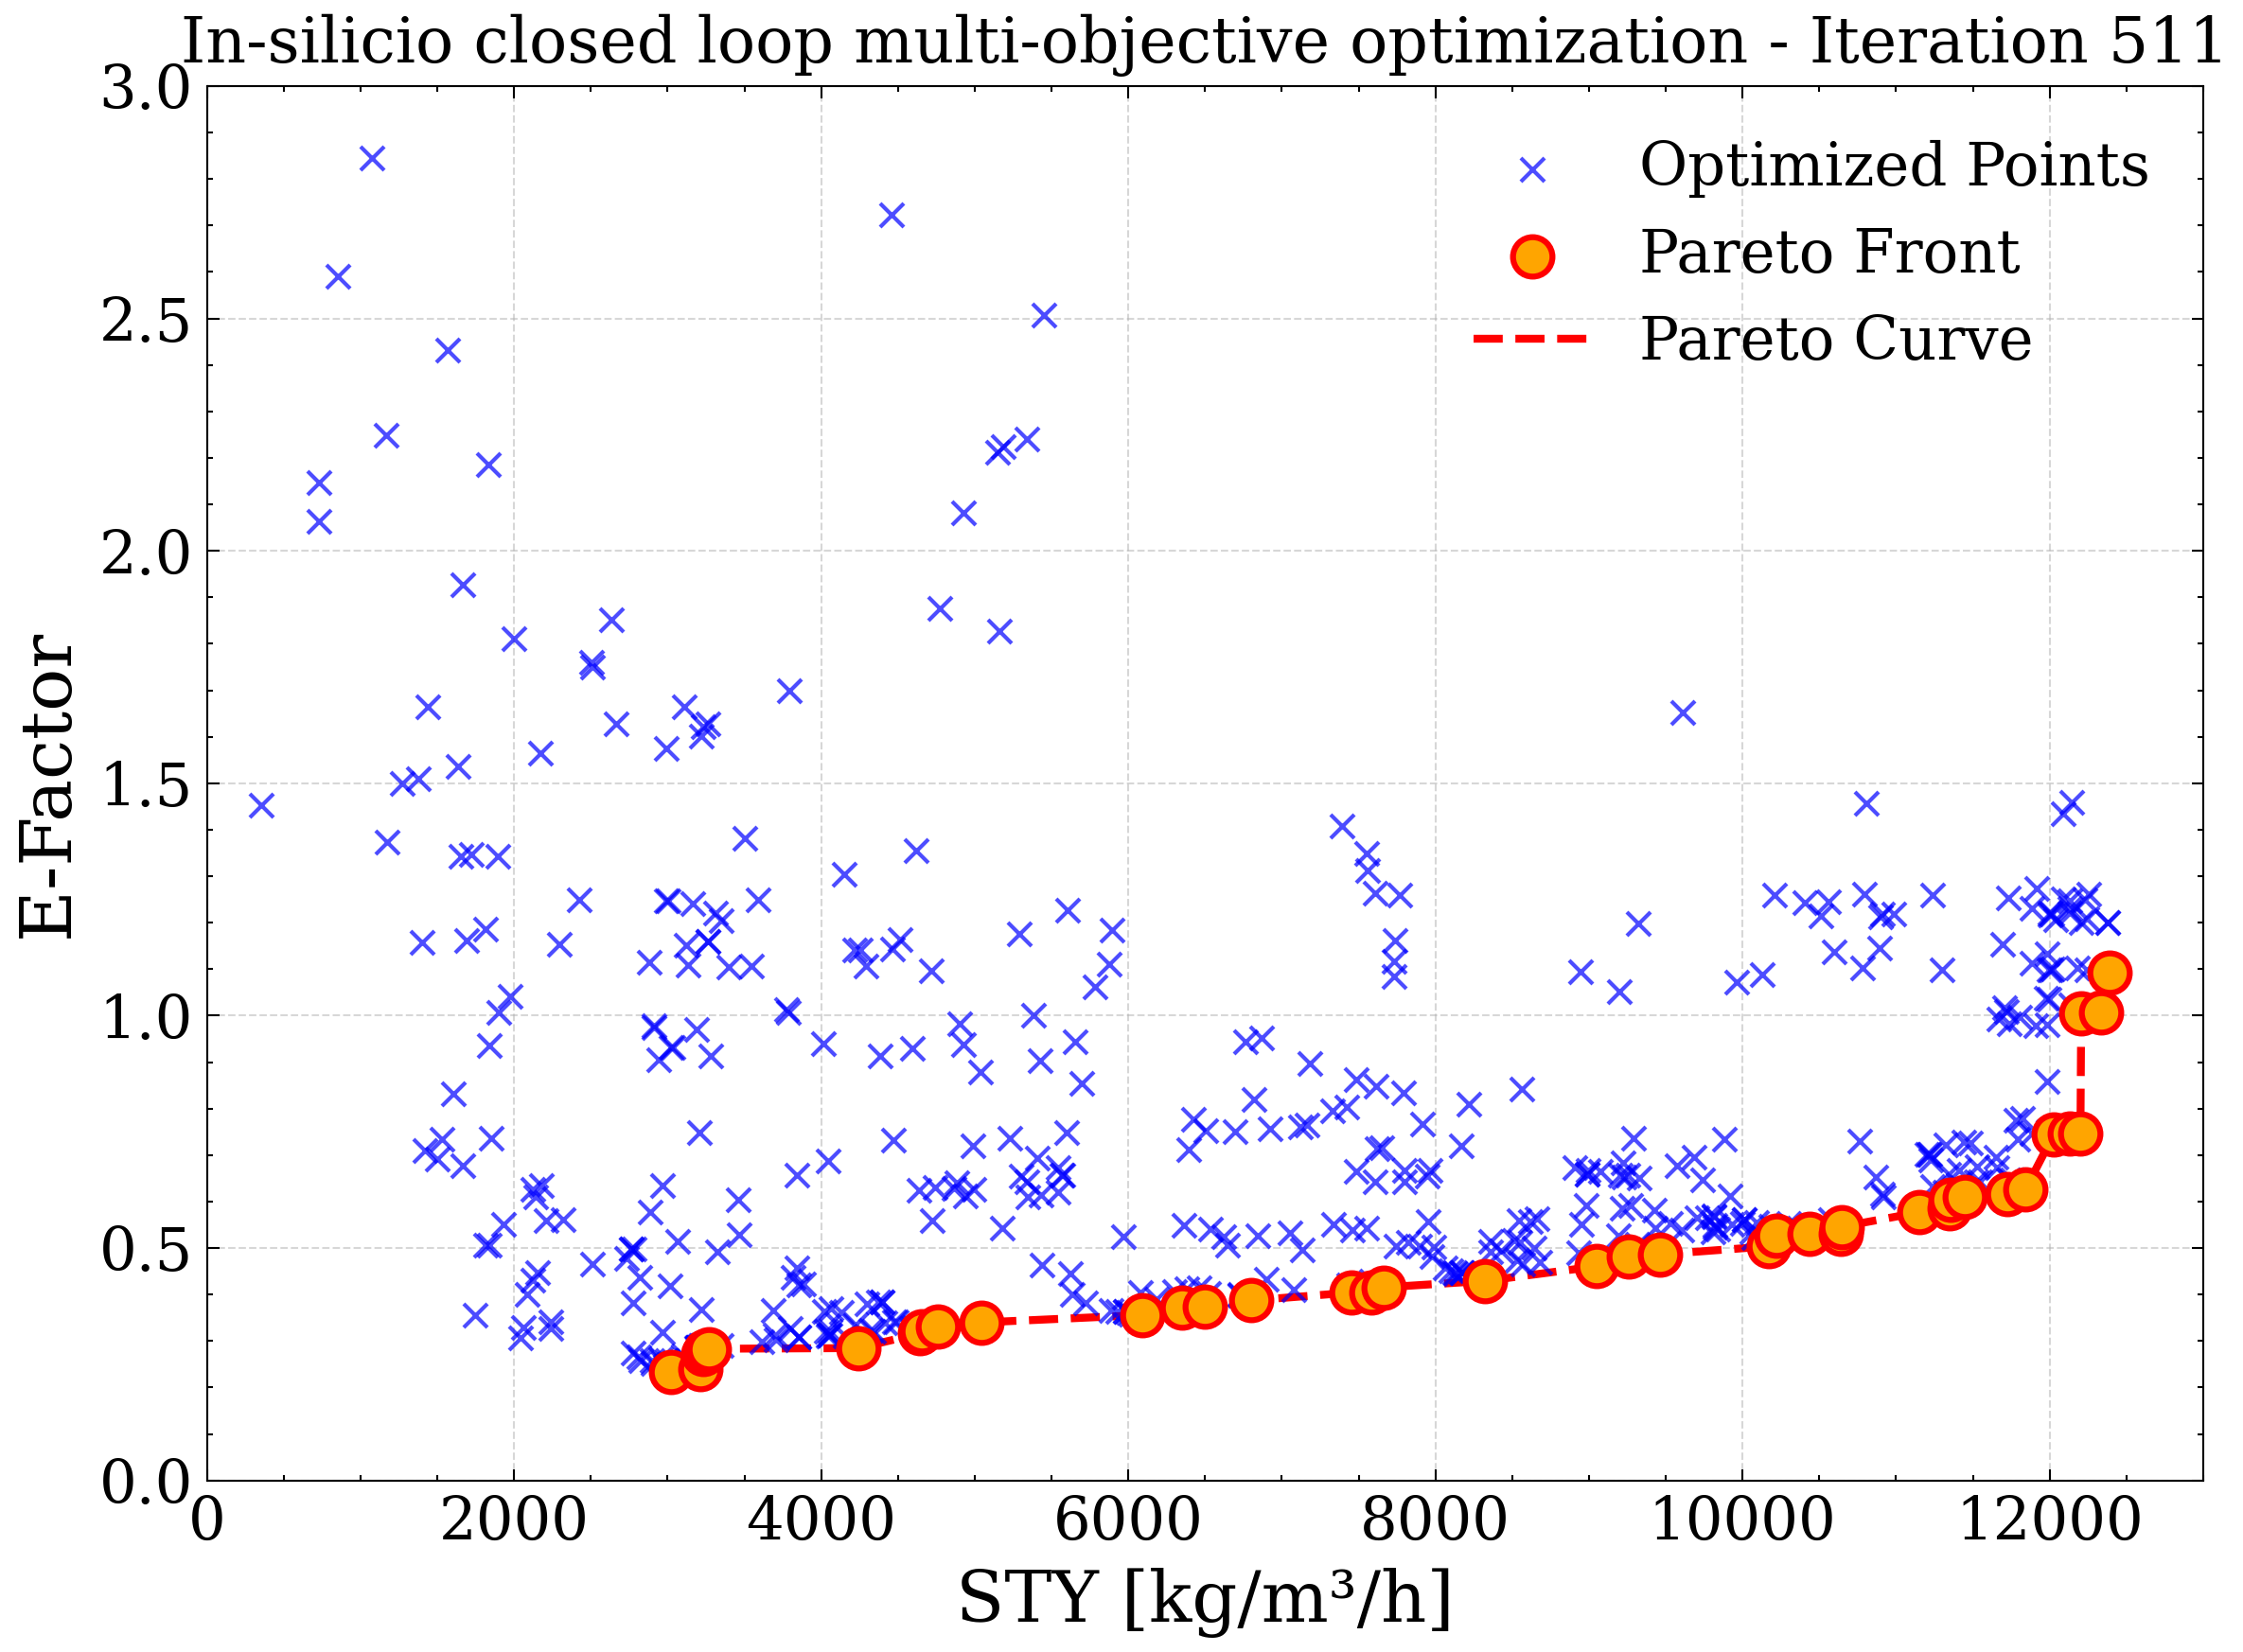 In-silicio closed loop multi-objective optimization - Iteration 511
3.0
2.5
2.0
1.5
1.0
0.5
0.0
E-Factor
Optimized Points
Pareto Front
Pareto Curve
0 2000 4000 6000 8000 10000 12000
STY [kg/m³/h]